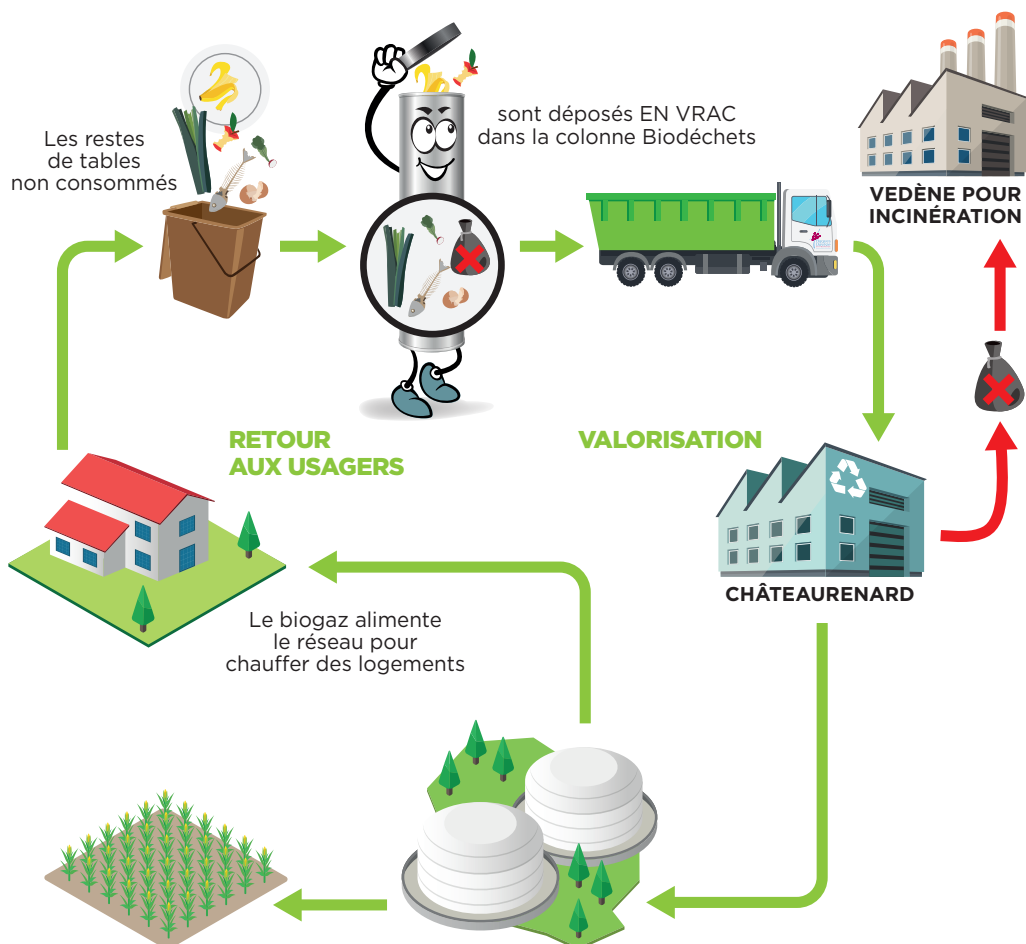 Les restes
de tables
non consommés
sont déposés EN VRAC
dans la colonne Biodéchets
VEDÈNE POUR
INCINÉRATION
RETOUR
AUX USAGERS
VALORISATION
CHÂTEAURENARD
Le biogaz alimente
le réseau pour
chauffer des logements